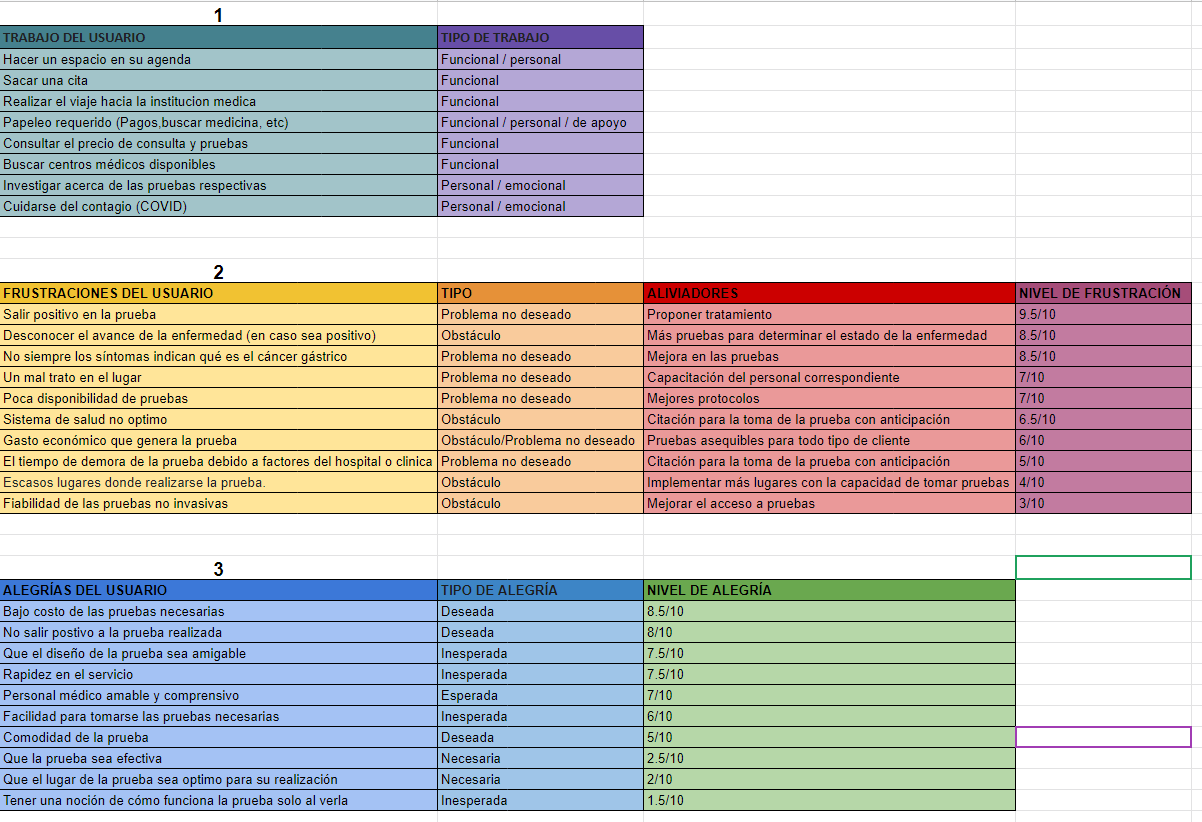 1
TRABAJO DEL USUARIO TIPO DE TRABAJO
Hacer un espacio en su agenda Funcional / personal
Sacar una cita Funcional
Realizar el viaje hacia la institucion medica Funcional
Papeleo requerido (Pagos,buscar medicina, etc) Funcional / personal / de apoyo
Consultar el precio de consulta y pruebas Funcional
Buscar centros médicos disponibles Funcional
Investigar acerca de las pruebas respectivas Personal / emocional
Cuidarse del contagio (COVID) Personal / emocional
2
FRUSTRACIONES DEL USUARIO TIPO ALIVIADORES NIVEL DE FRUSTRACIÓN
Salir positivo en la prueba Problema no deseado Proponer tratamiento 9.5/10
Desconocer el avance de la enfermedad (en caso sea positivo) Obstáculo Más pruebas para determinar el estado de la enfermedad 8.5/10
No siempre los síntomas indican qué es el cáncer gástrico Problema no deseado Mejora en las pruebas 8.5/10
Un mal trato en el lugar Problema no deseado Capacitación del personal correspondiente 7/10
Poca disponibilidad de pruebas Problema no deseado Mejores protocolos 7/10
Sistema de salud no optimo Obstáculo Citación para la toma de la prueba con anticipación 6.5/10
Gasto económico que genera la prueba Obstáculo/Problema no deseado Pruebas asequibles para todo tipo de cliente 6/10
El tiempo de demora de la prueba debido a factores del hospital o clinica Problema no deseado Citación para la toma de la prueba con anticipación 5/10
Escasos lugares donde realizarse la prueba. Obstáculo Implementar más lugares con la capacidad de tomar pruebas 4/10
Fiabilidad de las pruebas no invasivas Obstáculo Mejorar el acceso a pruebas 3/10
3
ALEGRÍAS DEL USUARIO TIPO DE ALEGRÍA NIVEL DE ALEGRÍA
Bajo costo de las pruebas necesarias Deseada 8.5/10
No salir postivo a la prueba realizada Deseada 8/10
Que el diseño de la prueba sea amigable Inesperada 7.5/10
Rapidez en el servicio Inesperada 7.5/10
Personal médico amable y comprensivo Esperada 7/10
Facilidad para tomarse las pruebas necesarias Inesperada 6/10
Comodidad de la prueba Deseada 5/10
Que la prueba sea efectiva Necesaria 2.5/10
Que el lugar de la prueba sea optimo para su realización Necesaria 2/10
Tener una noción de cómo funciona la prueba solo al verla Inesperada 1.5/10